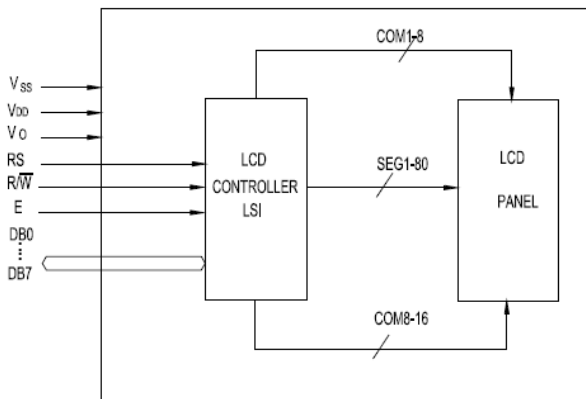 COM1-8
VSS
VDD
VO
RS
R/W̅
E
DB0
DB7
LCD
CONTROLLER
LSI
SEG1-80
LCD
PANEL
COM8-16